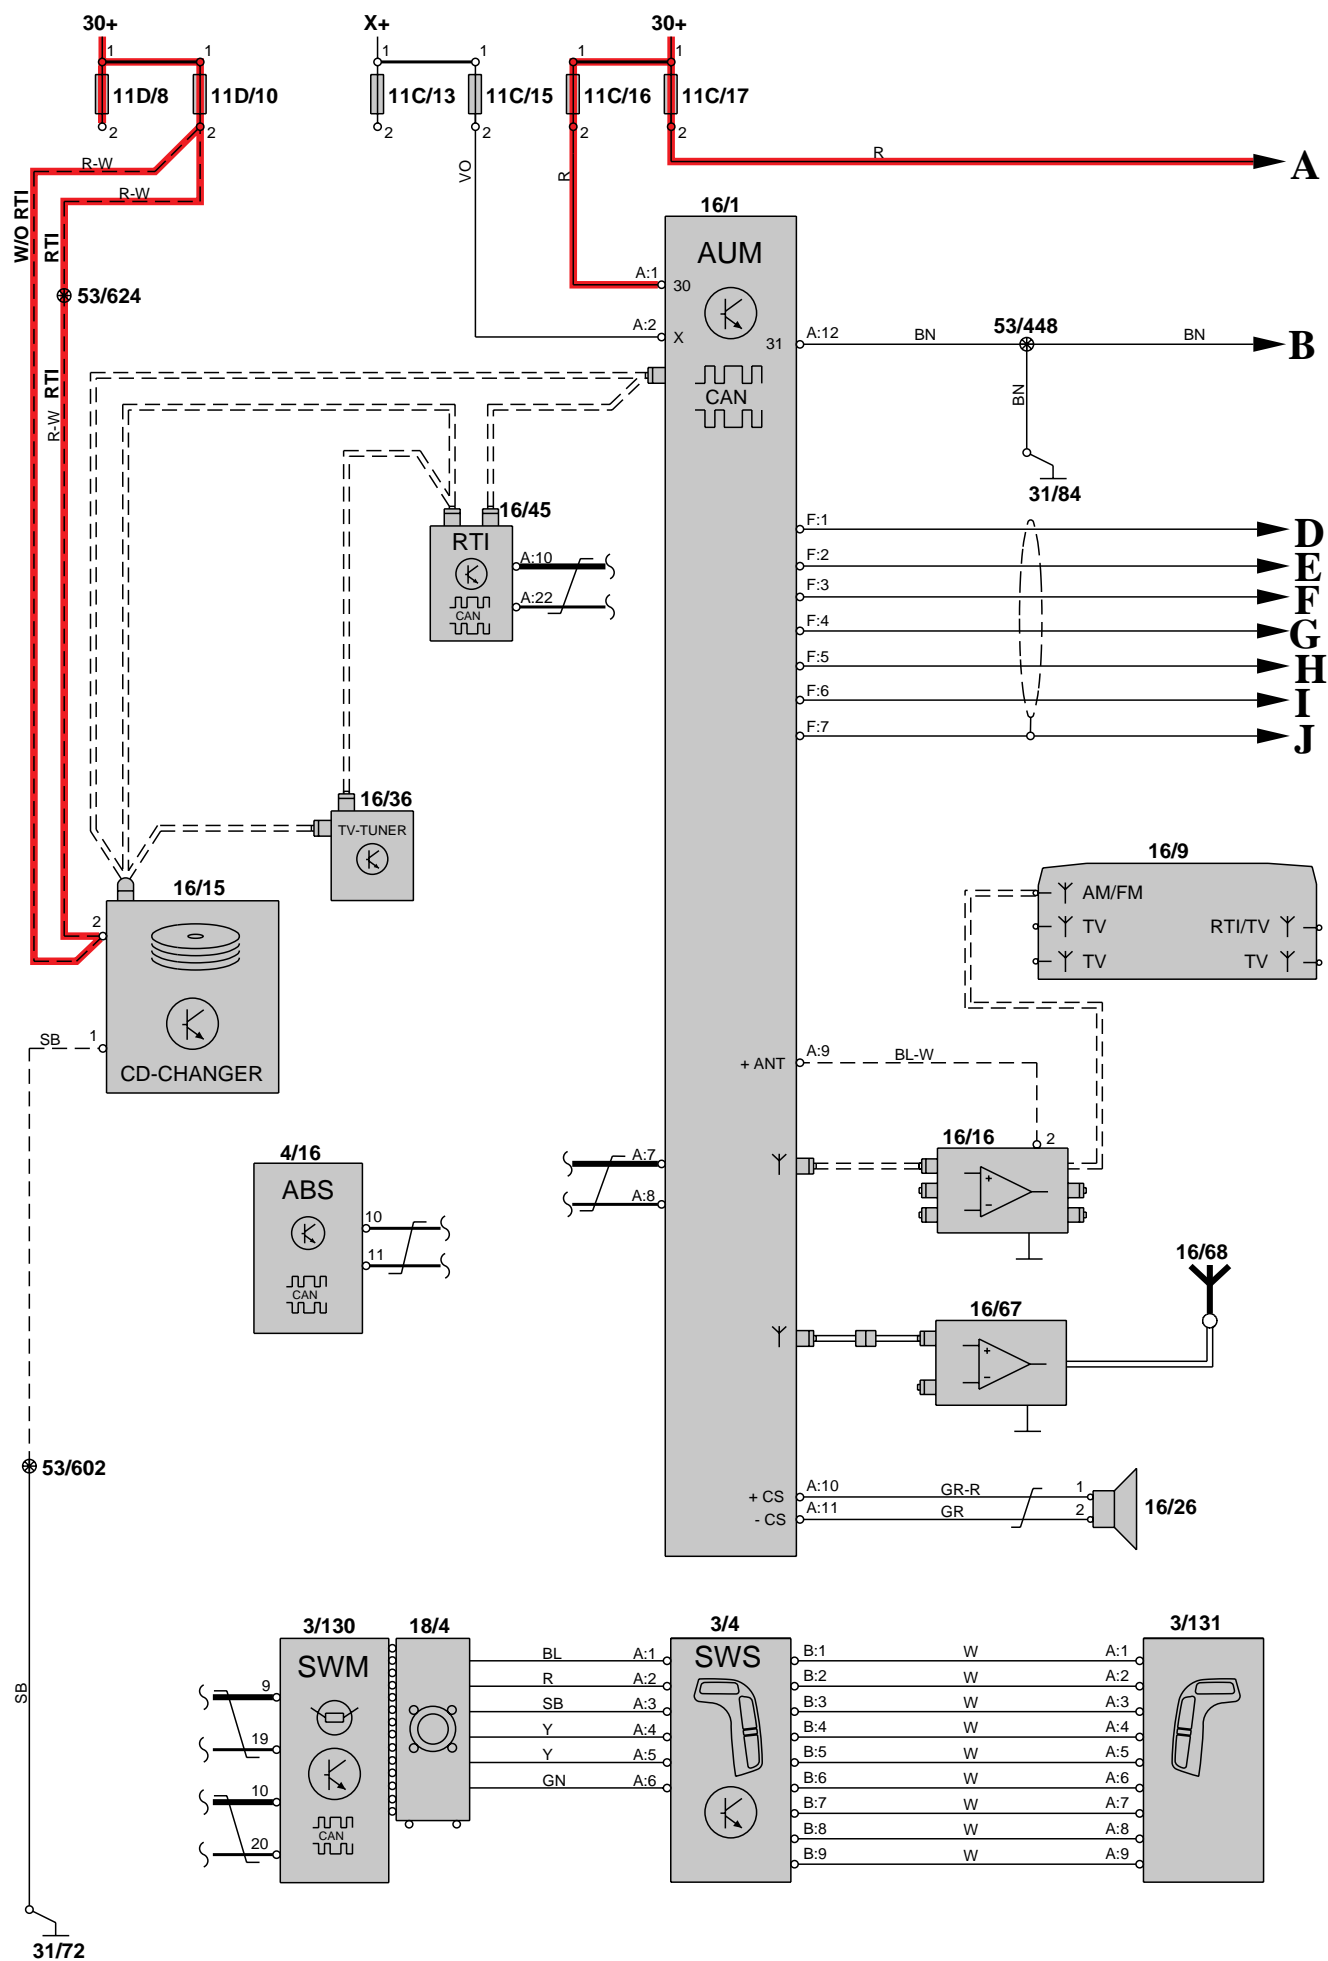 30+ X+ 30+
1 1 1 1 1 1
11D/8 11D/10 11C/13 11C/15 11C/16 11C/17
2 2 2 2 2 2
R-W VO R R A
R-W
W/O RTI RTI
16/1
AUM
53/624
A:1 30
A:2 X
31 A:12 BN 53/448 BN B
CAN
RTI
R-W
BN
31/84
16/45
RTI
A:10
CAN
A:22
F:1 D
F:2 E
F:3 F
F:4 G
F:5 H
F:6 I
F:7 J
16/36
TV-TUNER
16/15
2
1
SB
CD-CHANGER
16/9
AM/FM
TV RTI/TV
TV TV
+ ANT A:9 BL-W
16/16 2
+
-
A:7
A:8
4/16
ABS
10
11
CAN
16/68
16/67
+
-
53/602
+ CS A:10 GR-R 1
- CS A:11 GR 2
16/26
SB
3/130 18/4 3/4 3/131
SWM SWS
9
19
10
20
CAN
BL A:1 B:1 W A:1
R A:2 B:2 W A:2
SB A:3 B:3 W A:3
Y A:4 B:4 W A:4
Y A:5 B:5 W A:5
GN A:6 B:6 W A:6
B:7 W A:7
B:8 W A:8
B:9 W A:9
31/72